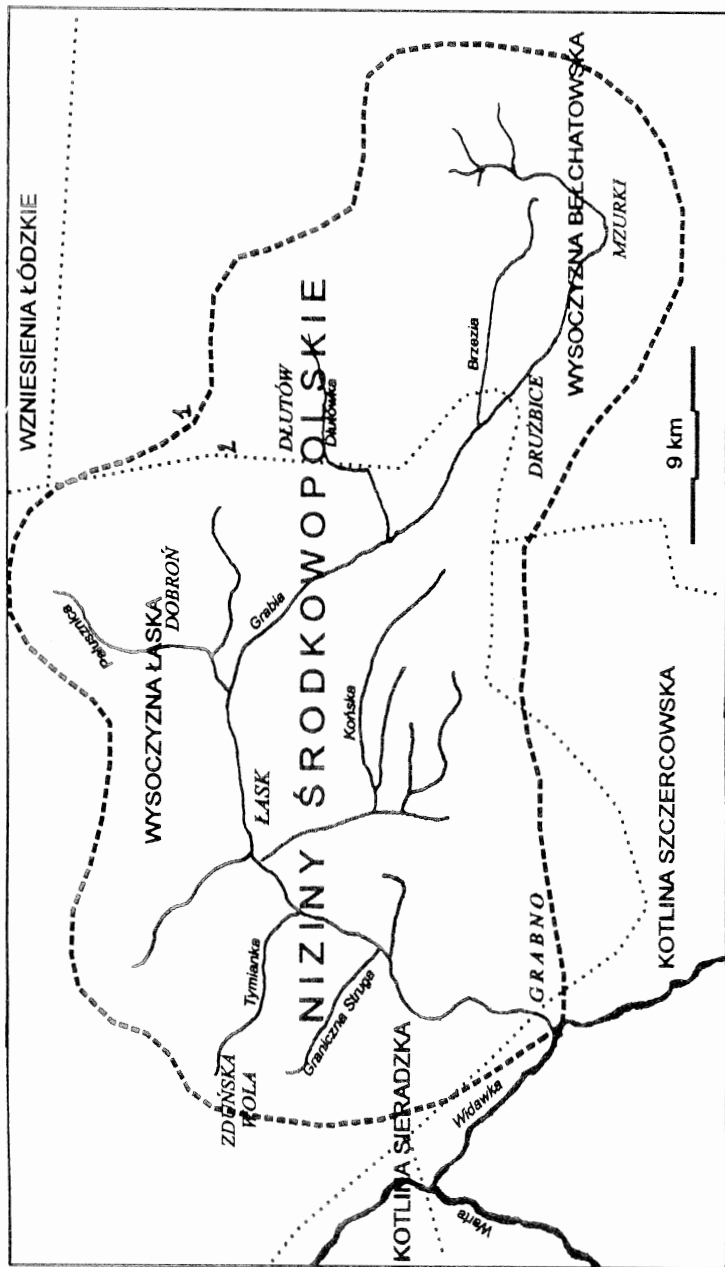 WZNIESIENIA ŁÓDZKIE
1
2
Pałusznica
DOBROŃ
WYSOCZYZNA ŁASKA
DŁUTÓW
Dłutówka
Grabia
ŁASK
NIZINY ŚRODKOWOPOLSKIE
Tymianka
ZDUŃSKA
WOLA
Graniczna Struga
Końska
Brzezia
DRUŻBICE
WYSOCZYZNA BEŁCHATOWSKA
MZURKI
GRABNO
KOTLINA SIERADZKA
Widawka
Warta
KOTLINA SZCZERCOWSKA
9 km